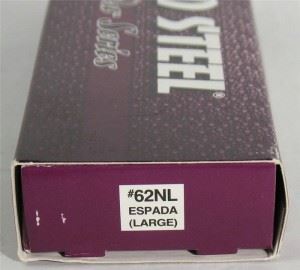 D STEEL®
Series
#62NL
ESPADA
(LARGE)